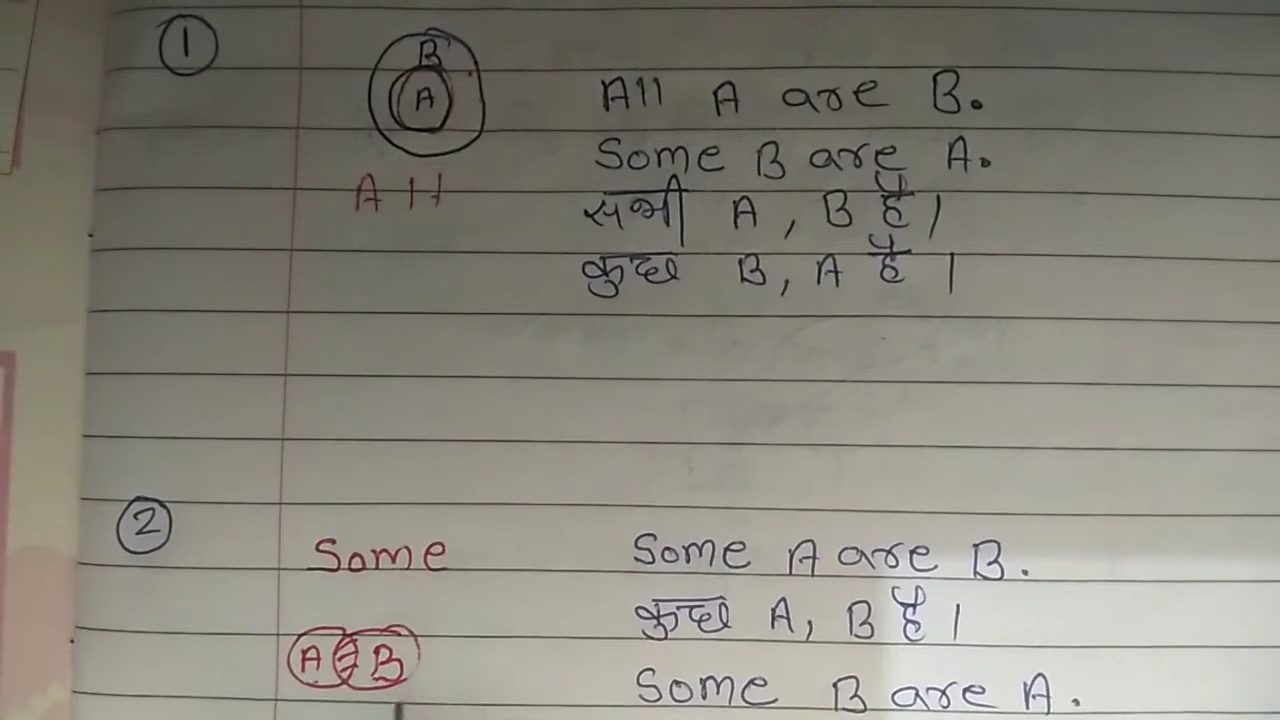 1
B
A
All
All A are B.
Some B are A.
सभी A, B है।
कुछ B, A है।
2
Some
A B
Some A are B.
कुछ A, B है।
Some B are A.